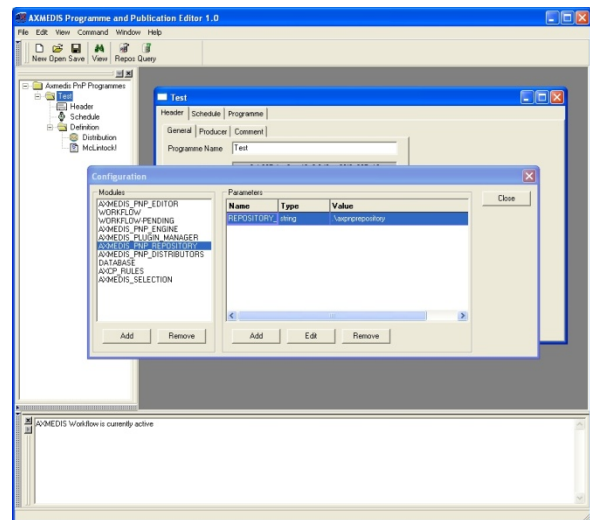 AXMEDIS Programme and Publication Editor 1.0
File Edit View Command Window Help
New Open Save View Repos Query
Axmedis PnP Programmes
Test
Header
Schedule
Definition
Distribution
McLintock!
Test
Header Schedule Programme
General Producer Comment
Programme Name Test
Configuration
Modules
AXMEDIS_PNP_EDITOR
WORKFLOW
WORKFLOW-PENDING
AXMEDIS_PNP_ENGINE
AXMEDIS_PLUGIN_MANAGER
AXMEDIS_PNP_REPOSITORY
AXMEDIS_PNP_DISTRIBUTORS
DATABASE
AXCP_RULES
AXMEDIS_SELECTION
Add Remove
Parameters
Name Type Value
REPOSITORY_ string .\axpnprepository
Add Edit Remove
Close
AXMEDIS Workflow is currently active